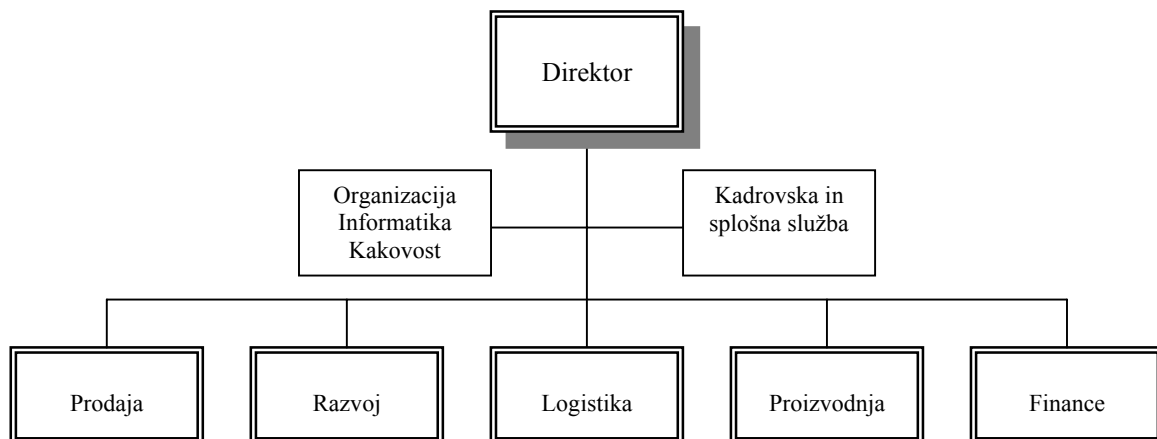 Direktor
Organizacija
Informatika
Kakovost
Kadrovska in
splošna služba
Prodaja
Razvoj
Logistika
Proizvodnja
Finance